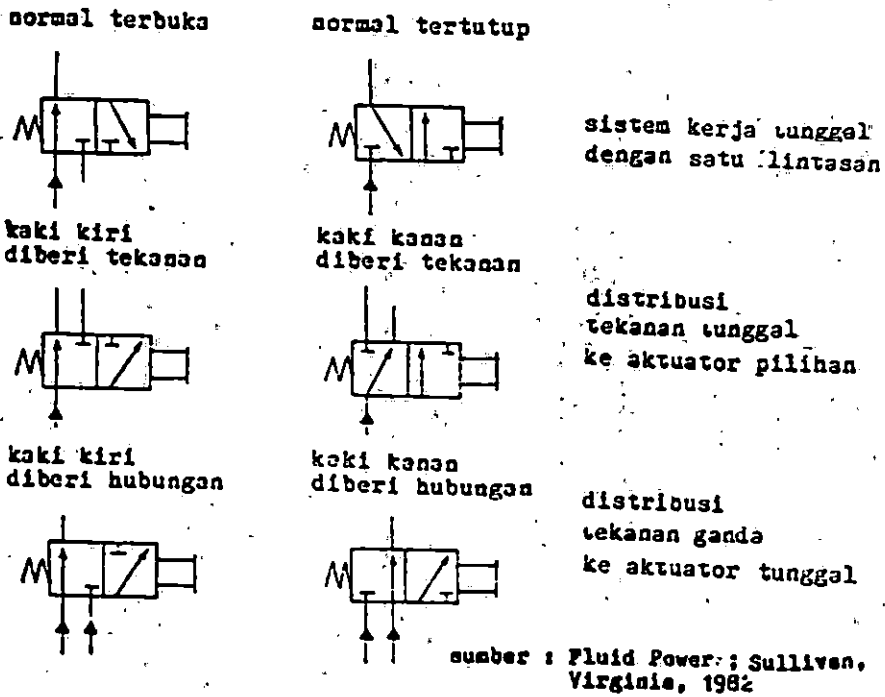 normal terbuka
normal tertutup
sistem kerja tunggal
dengan satu lintasan
kaki kiri
diberi tekanan
kaki kanan
diberi tekanan
distribusi
tekanan tunggal
ke aktuator pilihan
kaki kiri
diberi hubungan
kaki kanan
diberi hubungan
distribusi
tekanan ganda
ke aktuator tunggal
sumber : Fluid Power ; Sullivan,
Virginia, 1982